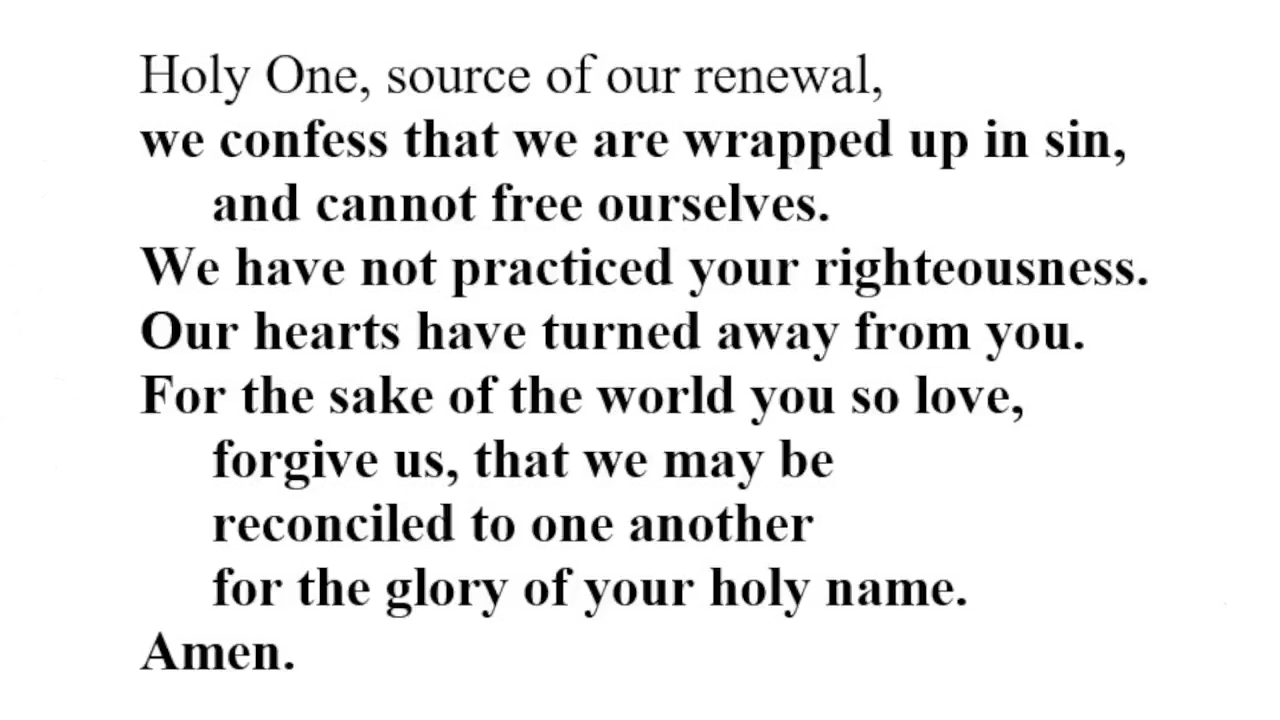 Holy One, source of our renewal,
we confess that we are wrapped up in sin,
and cannot free ourselves.
We have not practiced your righteousness.
Our hearts have turned away from you.
For the sake of the world you so love,
forgive us, that we may be
reconciled to one another
for the glory of your holy name.
Amen.